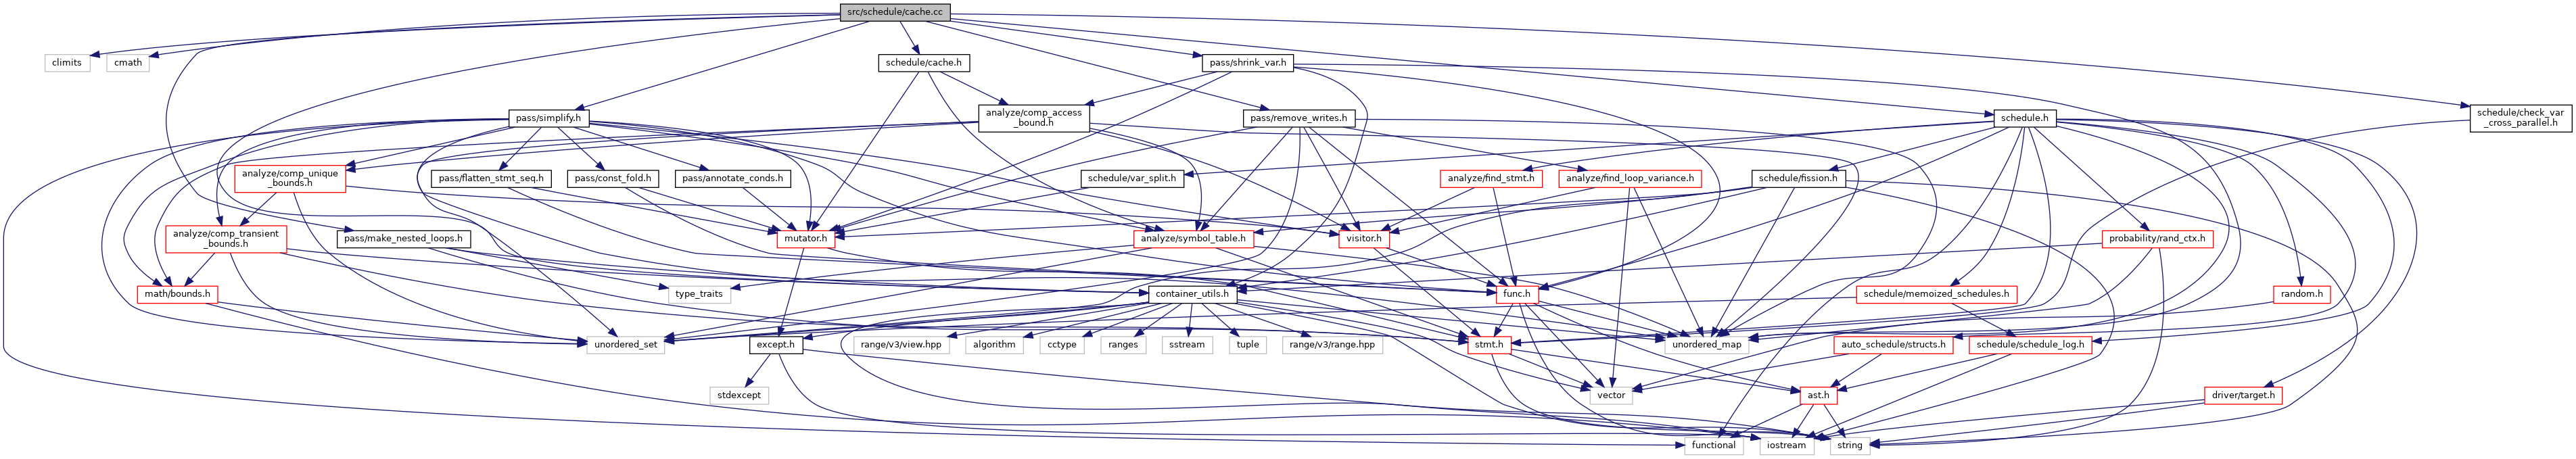 src/schedule/cache.cc
climits
cmath
schedule/cache.h
pass/shrink_var.h
schedule/check_var
_cross_parallel.h
pass/simplify.h
analyze/comp_access
_bound.h
pass/remove_writes.h
schedule.h
analyze/comp_unique
_bounds.h
pass/flatten_stmt_seq.h
pass/const_fold.h
pass/annotate_conds.h
schedule/var_split.h
analyze/find_stmt.h
analyze/find_loop_variance.h
schedule/fission.h
analyze/comp_transient
_bounds.h
pass/make_nested_loops.h
mutator.h
analyze/symbol_table.h
visitor.h
probability/rand_ctx.h
math/bounds.h
type_traits
container_utils.h
func.h
schedule/memoized_schedules.h
random.h
unordered_set
except.h
range/v3/view.hpp
algorithm
cctype
ranges
sstream
tuple
range/v3/range.hpp
stmt.h
unordered_map
auto_schedule/structs.h
schedule/schedule_log.h
stdexcept
vector
ast.h
driver/target.h
functional
iostream
string